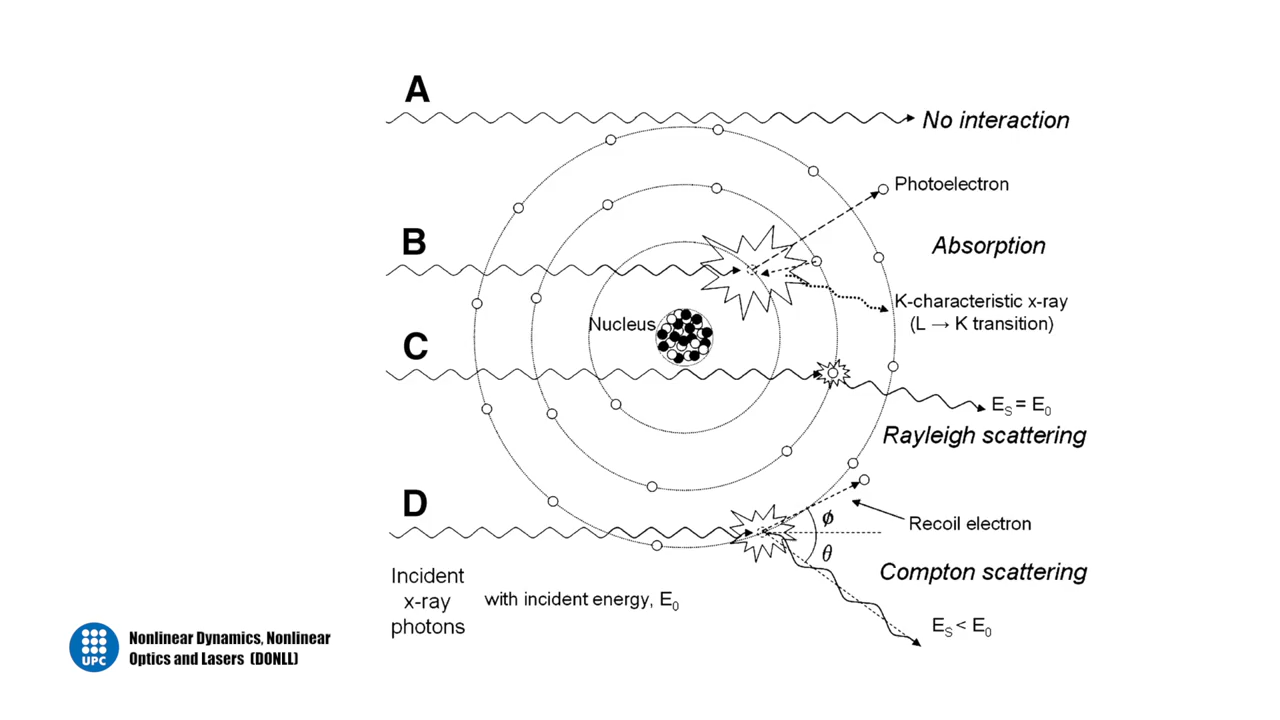 A
No interaction
Photoelectron
B
Absorption
K-characteristic x-ray
(L → K transition)
Nucleus
C
E_S = E_0
Rayleigh scattering
D
ϕ
Recoil electron
θ
Compton scattering
Incident
x-ray
photons
with incident energy, E_0
E_S < E_0
UPC
Nonlinear Dynamics, Nonlinear
Optics and Lasers (DONLL)